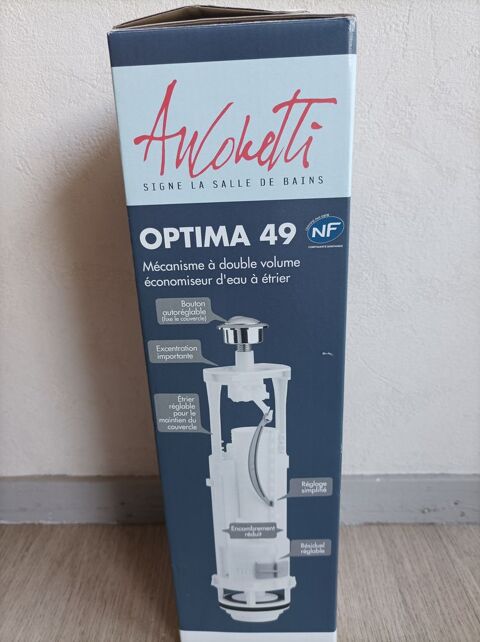 Anconetti
SIGNE LA SALLE DE BAINS
OPTIMA 49
NF
Mécanisme à double volume
économiseur d'eau à étrier
Bouton
autoréglable
(fixe le couvercle)
Excentration
importante
Étrier
réglable
pour le
maintien du
couvercle
Réglage
simplifié
Encombrement
réduit
Résiduel
réglable